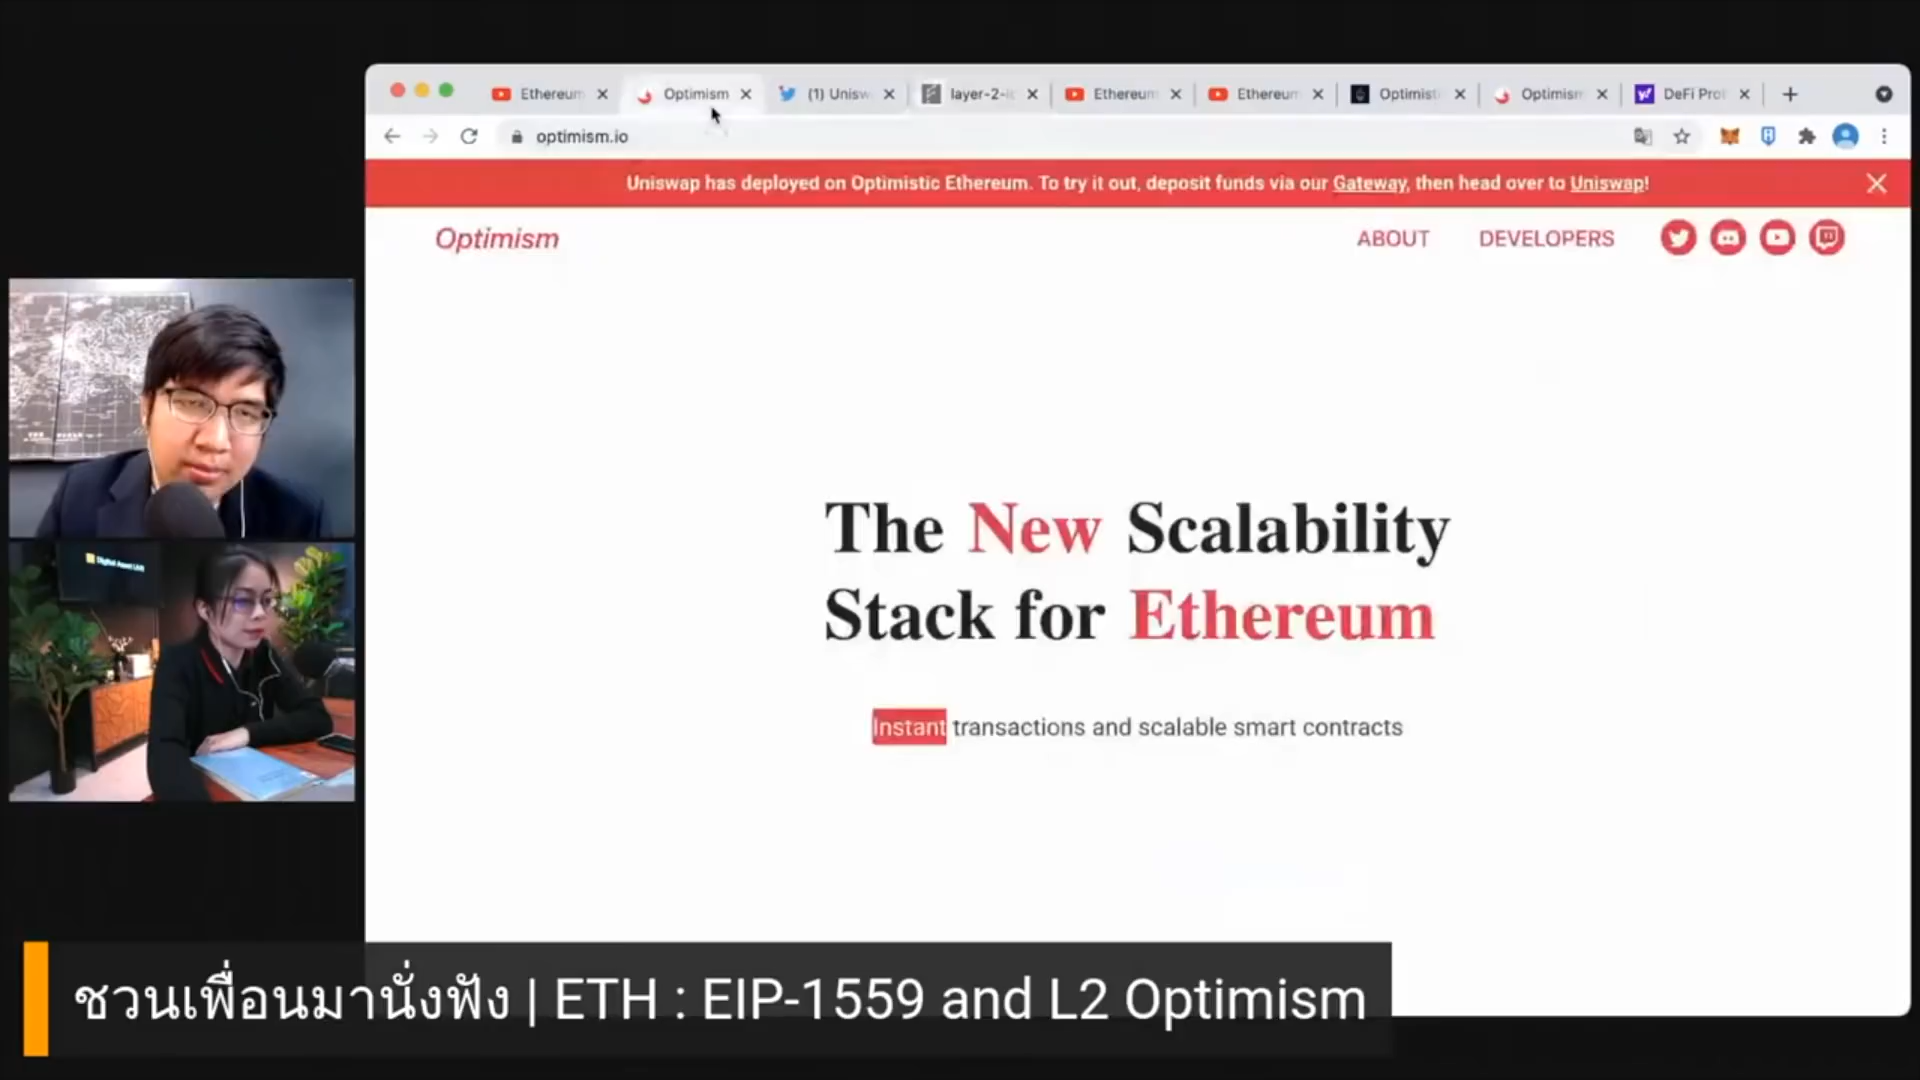 Ethereum
Optimism
(1) Unisw
layer-2-
Ethereum
Ethereum
Optimist
Optimism
DeFi Prot
optimism.io
Uniswap has deployed on Optimistic Ethereum. To try it out, deposit funds via our Gateway, then head over to Uniswap!
Optimism
ABOUT
DEVELOPERS
The New Scalability
Stack for Ethereum
Instant transactions and scalable smart contracts
ชวนเพื่อนมานั่งฟัง | ETH : EIP-1559 and L2 Optimism